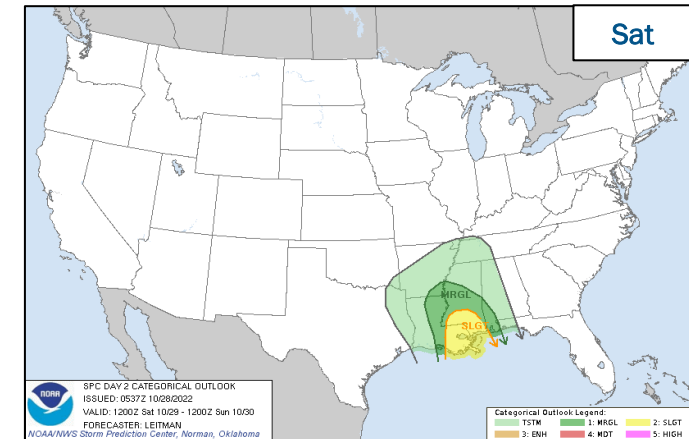 Sat
MRGL
SLGT
NOAA
SPC DAY 2 CATEGORICAL OUTLOOK
ISSUED: 0537Z 10/28/2022
VALID: 1200Z Sat 10/29 - 1200Z Sun 10/30
FORECASTER: LEITMAN
NOAA/NWS Storm Prediction Center, Norman, Oklahoma
Categorical Outlook Legend:
TSTM 1: MRGL 2: SLGT
3: ENH 4: MDT 5: HIGH